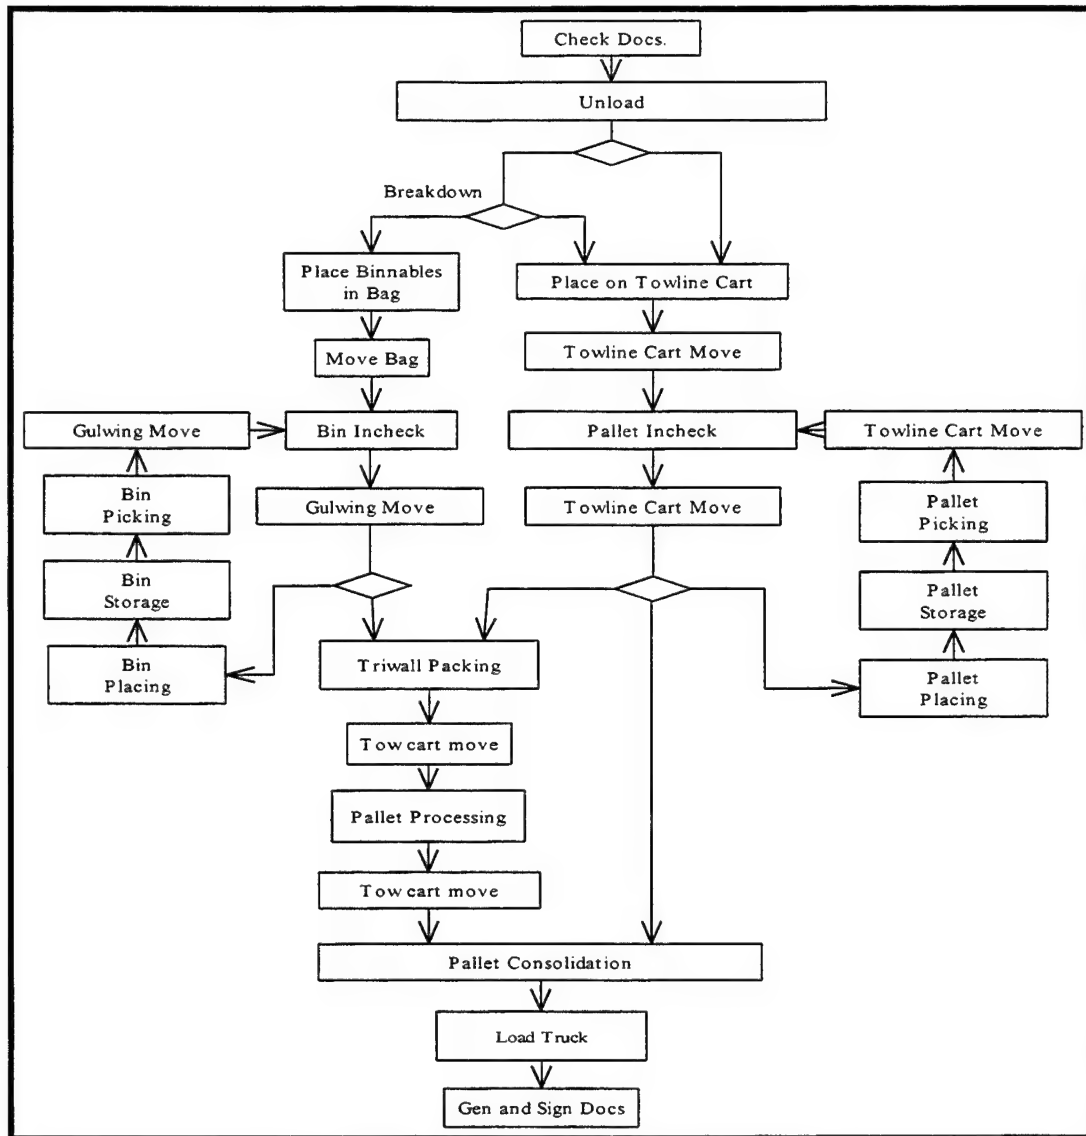 Check Docs.
Unload
Breakdown
Place Binnables
in Bag
Place on Towline Cart
Move Bag
Towline Cart Move
Gulwing Move
Bin Incheck
Pallet Incheck
Towline Cart Move
Bin
Picking
Gulwing Move
Towline Cart Move
Pallet
Picking
Bin
Storage
Pallet
Storage
Bin
Placing
Triwall Packing
Pallet
Placing
Tow cart move
Pallet Processing
Tow cart move
Pallet Consolidation
Load Truck
Gen and Sign Docs